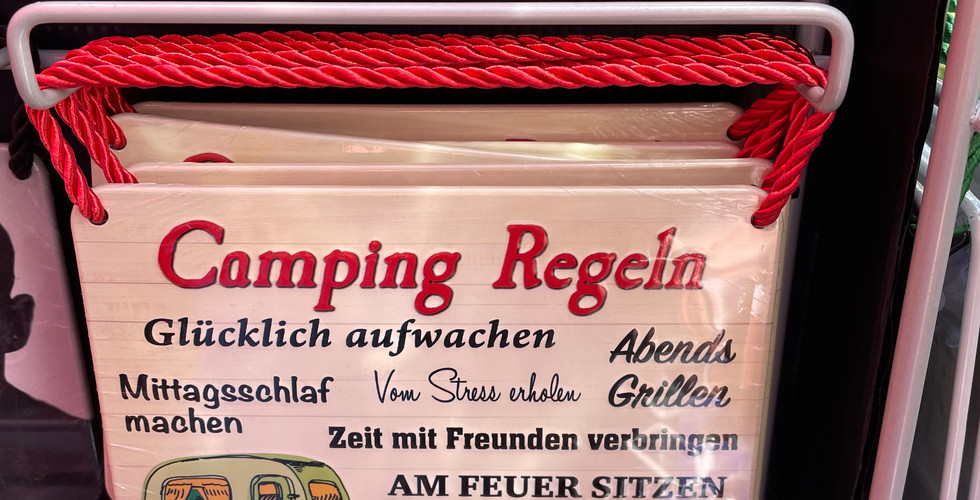 Camping Regeln
Glücklich aufwachen
Abends
Grillen
Mittagsschlaf
machen
Vom Stress erholen
Zeit mit Freunden verbringen
AM FEUER SITZEN